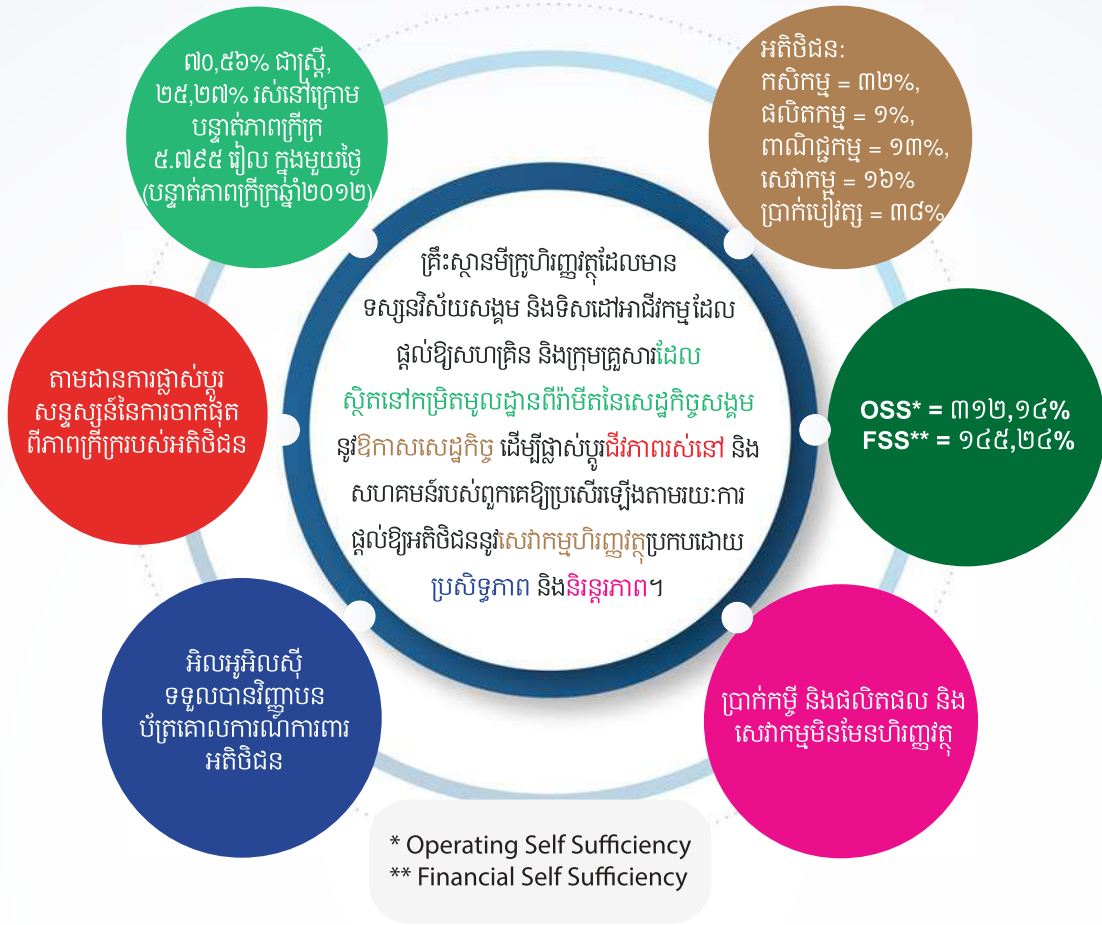 ៧០,៥៦% ជាស្ត្រី,
២៥,២៧% រស់នៅក្រោម
បន្ទាត់ភាពក្រីក្រ
៥.៧៩៥ រៀល ក្នុងមួយថ្ងៃ
(បន្ទាត់ភាពក្រីក្រឆ្នាំ២០១២)
អតិថិជន:
កសិកម្ម = ៣២%,
ផលិតកម្ម = ១%,
ពាណិជ្ជកម្ម = ១៣%,
សេវាកម្ម = ១៦%
ប្រាក់បៀវត្ស = ៣៨%
គ្រឹះស្ថានមីក្រូហិរញ្ញវត្ថុដែលមាន
ទស្សនវិស័យសង្គម និងទិសដៅអាជីវកម្មដែល
ផ្តល់ឱ្យសហគ្រិន និងក្រុមគ្រួសារដែល
ស្ថិតនៅកម្រិតមូលដ្ឋានពីរ៉ាមីតនៃសេដ្ឋកិច្ចសង្គម
នូវឱកាសសេដ្ឋកិច្ច ដើម្បីផ្លាស់ប្តូរជីវភាពរស់នៅ និង
សហគមន៍របស់ពួកគេឱ្យប្រសើរឡើងតាមរយៈការ
ផ្តល់ឱ្យអតិថិជននូវសេវាកម្មហិរញ្ញវត្ថុប្រកបដោយ
ប្រសិទ្ធភាព និងនិរន្តរភាព។
តាមដានការផ្លាស់ប្តូរ
សន្ទស្សន៍នៃការចាកផុត
ពីភាពក្រីក្ររបស់អតិថិជន
OSS* = ៣១២,១៤%
FSS** = ១៤៥,២៤%
អិលអូអិលស៊ី
ទទួលបានវិញ្ញាបន
ប័ត្រគោលការណ៍ការពារ
អតិថិជន
ប្រាក់កម្ចី និងផលិតផល និង
សេវាកម្មមិនមែនហិរញ្ញវត្ថុ
* Operating Self Sufficiency
** Financial Self Sufficiency